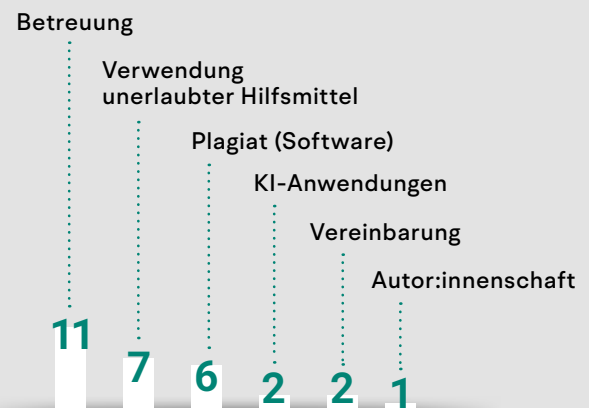 Betreuung
Verwendung
unerlaubter Hilfsmittel
Plagiat (Software)
KI-Anwendungen
Vereinbarung
Autor:innenschaft
11
7
6
2
2
1